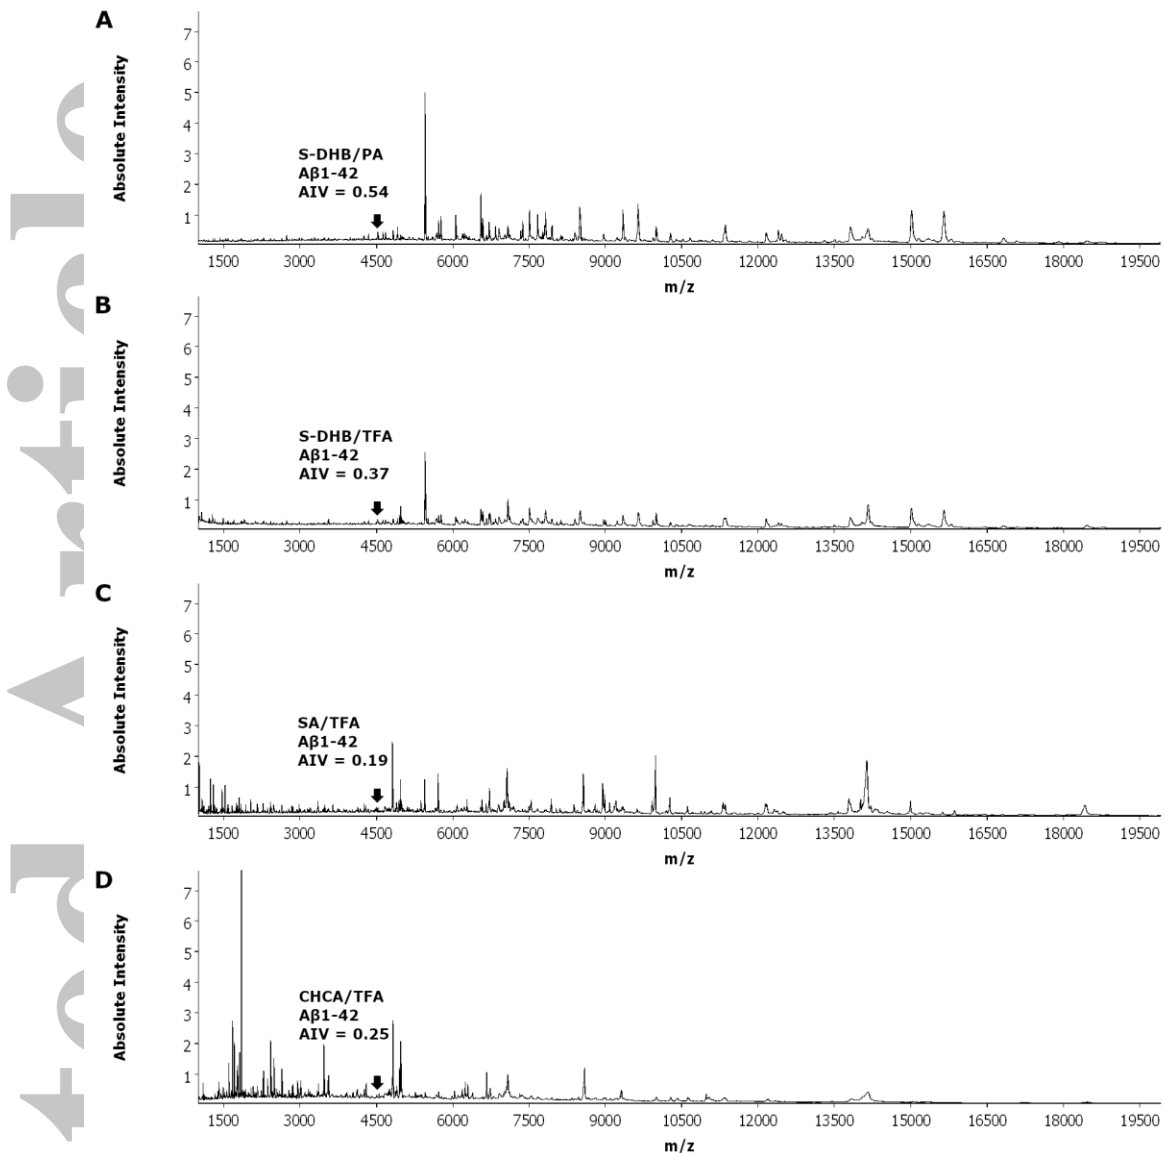 A
Absolute Intensity
7
6
5
4
3
2
1
S-DHB/PA
Aβ1-42
AIV = 0.54
1500 3000 4500 6000 7500 9000 10500 12000 13500 15000 16500 18000 19500
m/z
B
Absolute Intensity
7
6
5
4
3
2
1
S-DHB/TFA
Aβ1-42
AIV = 0.37
1500 3000 4500 6000 7500 9000 10500 12000 13500 15000 16500 18000 19500
m/z
C
Absolute Intensity
7
6
5
4
3
2
1
SA/TFA
Aβ1-42
AIV = 0.19
1500 3000 4500 6000 7500 9000 10500 12000 13500 15000 16500 18000 19500
m/z
D
Absolute Intensity
7
6
5
4
3
2
1
CHCA/TFA
Aβ1-42
AIV = 0.25
1500 3000 4500 6000 7500 9000 10500 12000 13500 15000 16500 18000 19500
m/z